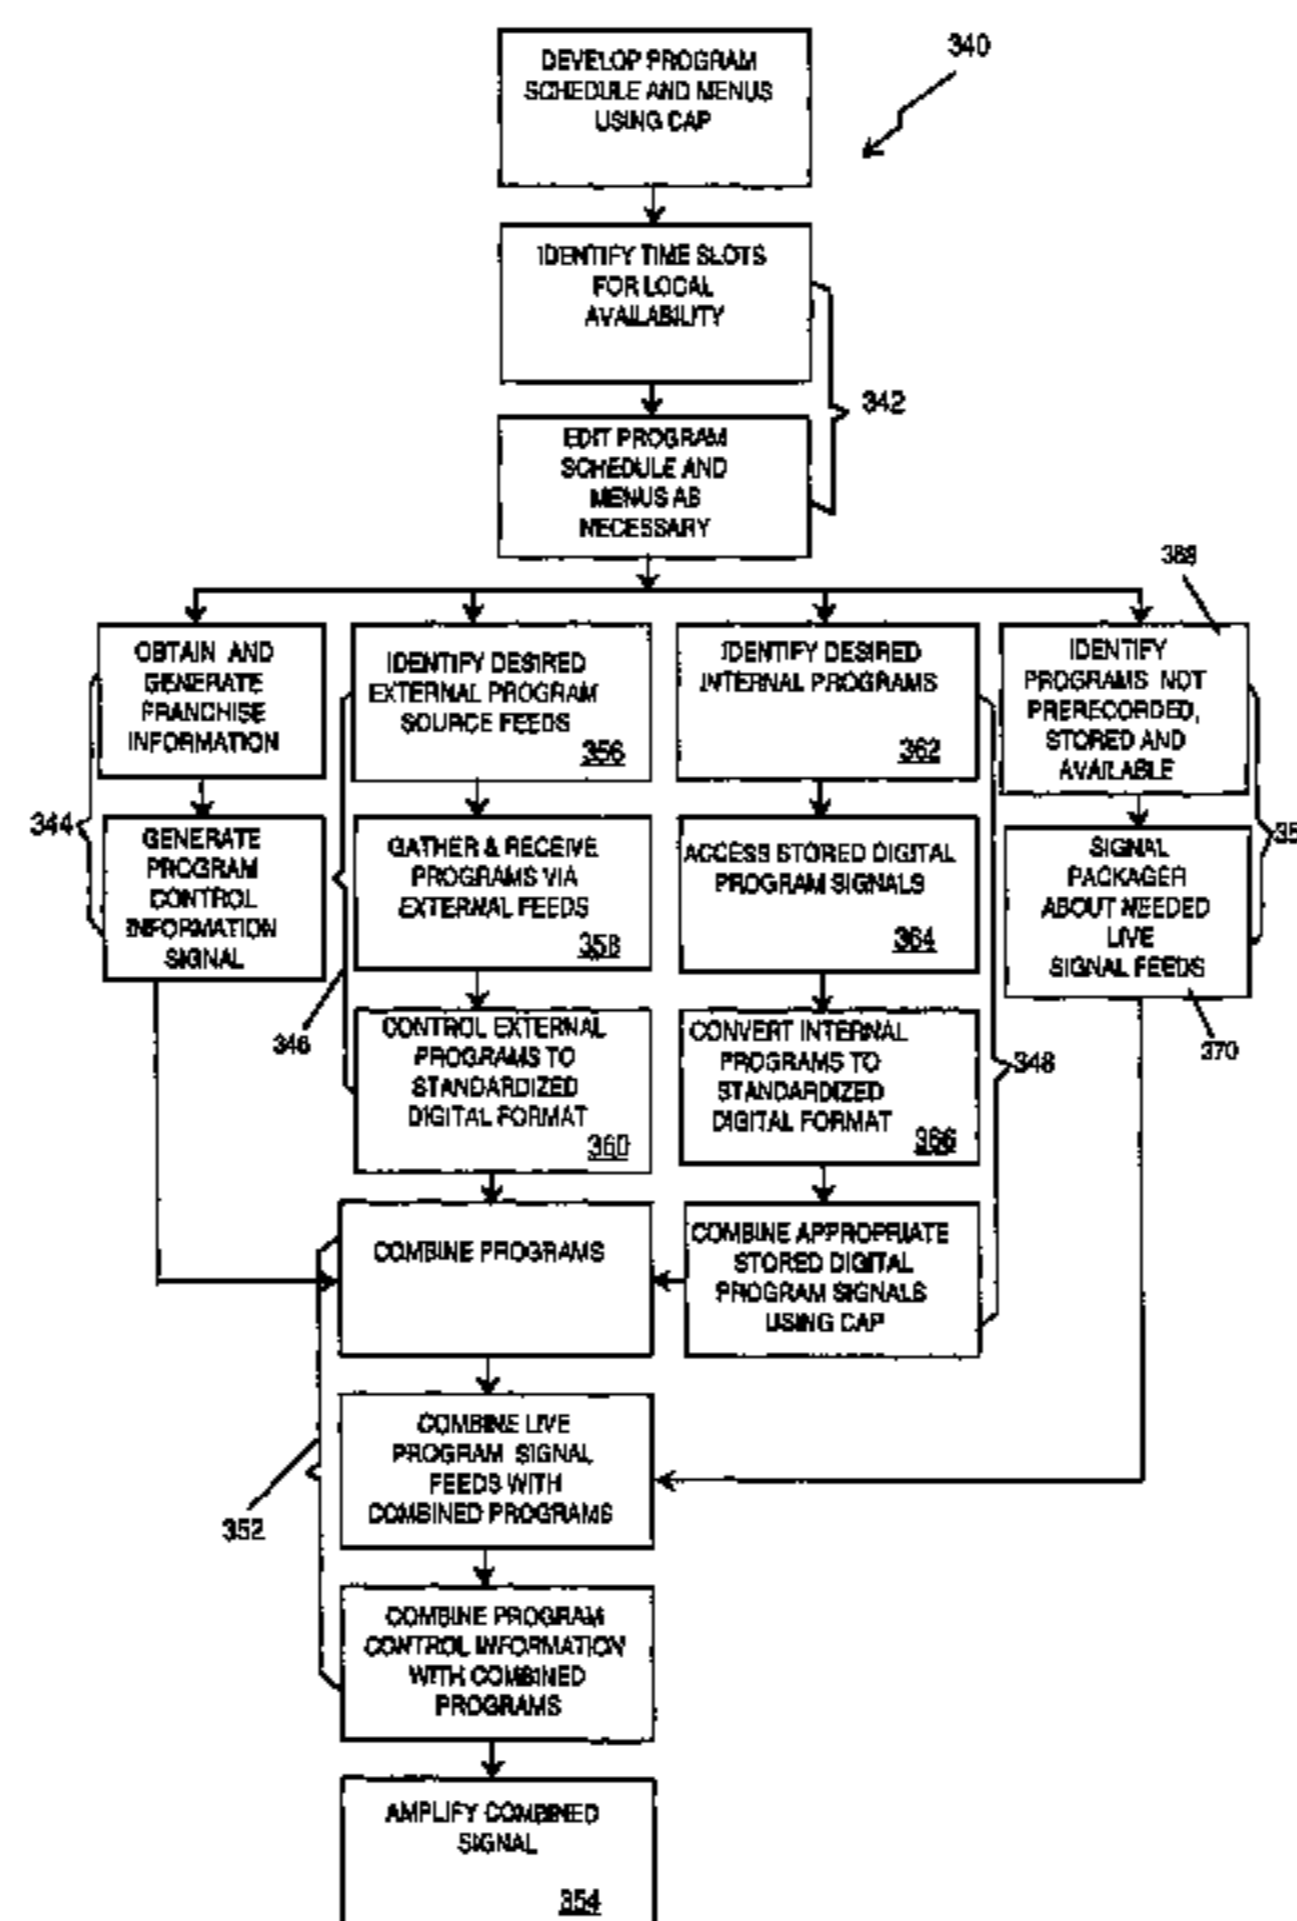 340
DEVELOP PROGRAM
SCHEDULE AND MENUS
USING CAP
IDENTIFY TIME SLOTS
FOR LOCAL
AVAILABILITY
342
EDIT PROGRAM
SCHEDULE AND
MENUS AS
NECESSARY
344
OBTAIN AND
GENERATE
FRANCHISE
INFORMATION
GENERATE
PROGRAM
CONTROL
INFORMATION
SIGNAL
346
IDENTIFY DESIRED
EXTERNAL PROGRAM
SOURCE FEEDS
356
GATHER & RECEIVE
PROGRAMS VIA
EXTERNAL FEEDS
358
CONTROL EXTERNAL
PROGRAMS TO
STANDARDIZED
DIGITAL FORMAT
360
IDENTIFY DESIRED
INTERNAL PROGRAMS
362
ACCESS STORED DIGITAL
PROGRAM SIGNALS
364
CONVERT INTERNAL
PROGRAMS TO
STANDARDIZED
DIGITAL FORMAT
366
348
COMBINE APPROPRIATE
STORED DIGITAL
PROGRAM SIGNALS
USING CAP
368
IDENTIFY
PROGRAMS NOT
PRERECORDED,
STORED AND
AVAILABLE
35
SIGNAL
PACKAGER
ABOUT NEEDED
LIVE
SIGNAL FEEDS
370
COMBINE PROGRAMS
352
COMBINE LIVE
PROGRAM SIGNAL
FEEDS WITH
COMBINED PROGRAMS
COMBINE PROGRAM
CONTROL INFORMATION
WITH COMBINED
PROGRAMS
AMPLIFY COMBINED
SIGNAL
354